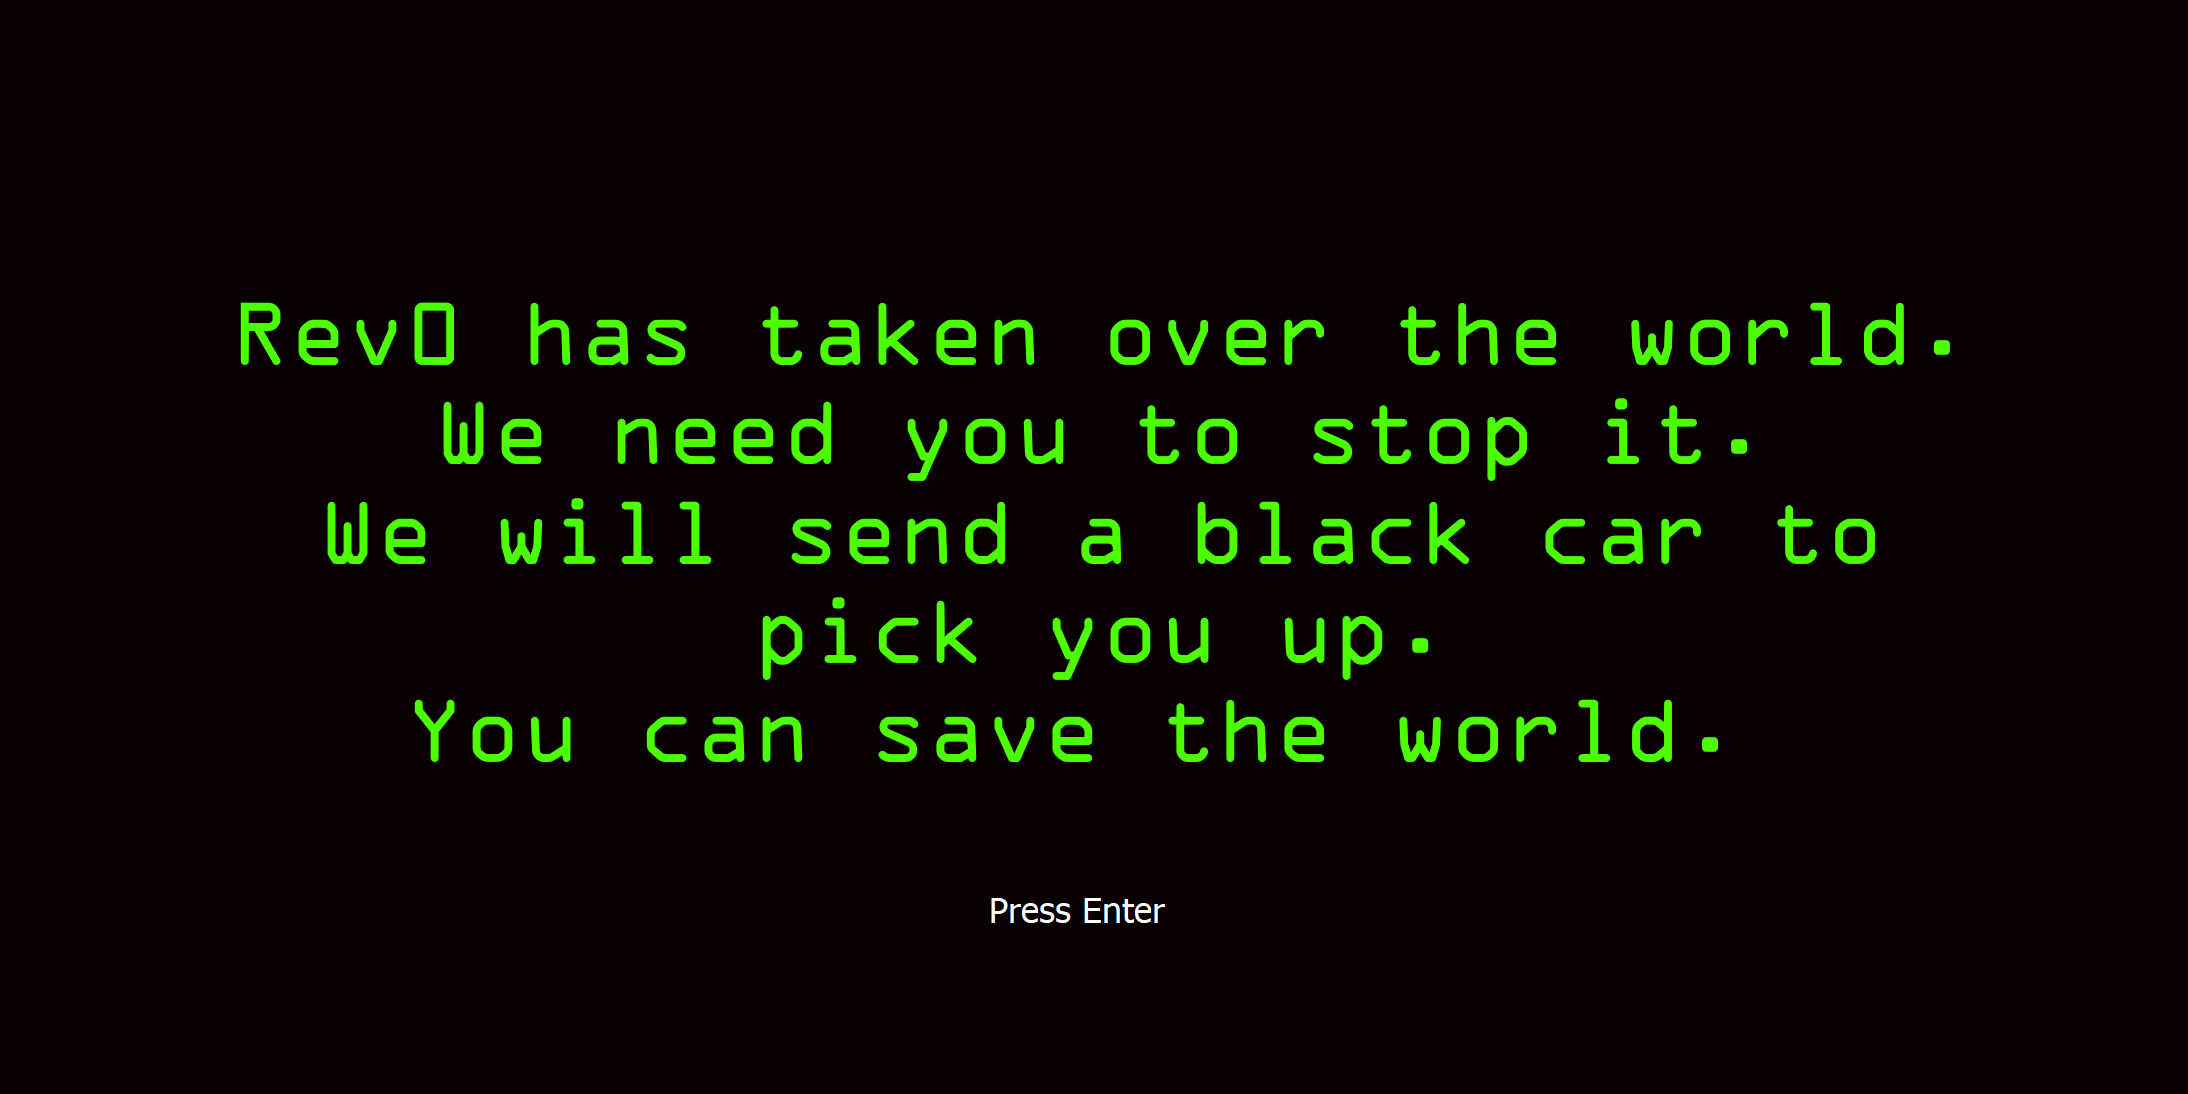 RevO has taken over the world.
We need you to stop it.
We will send a black car to
pick you up.
You can save the world.
Press Enter